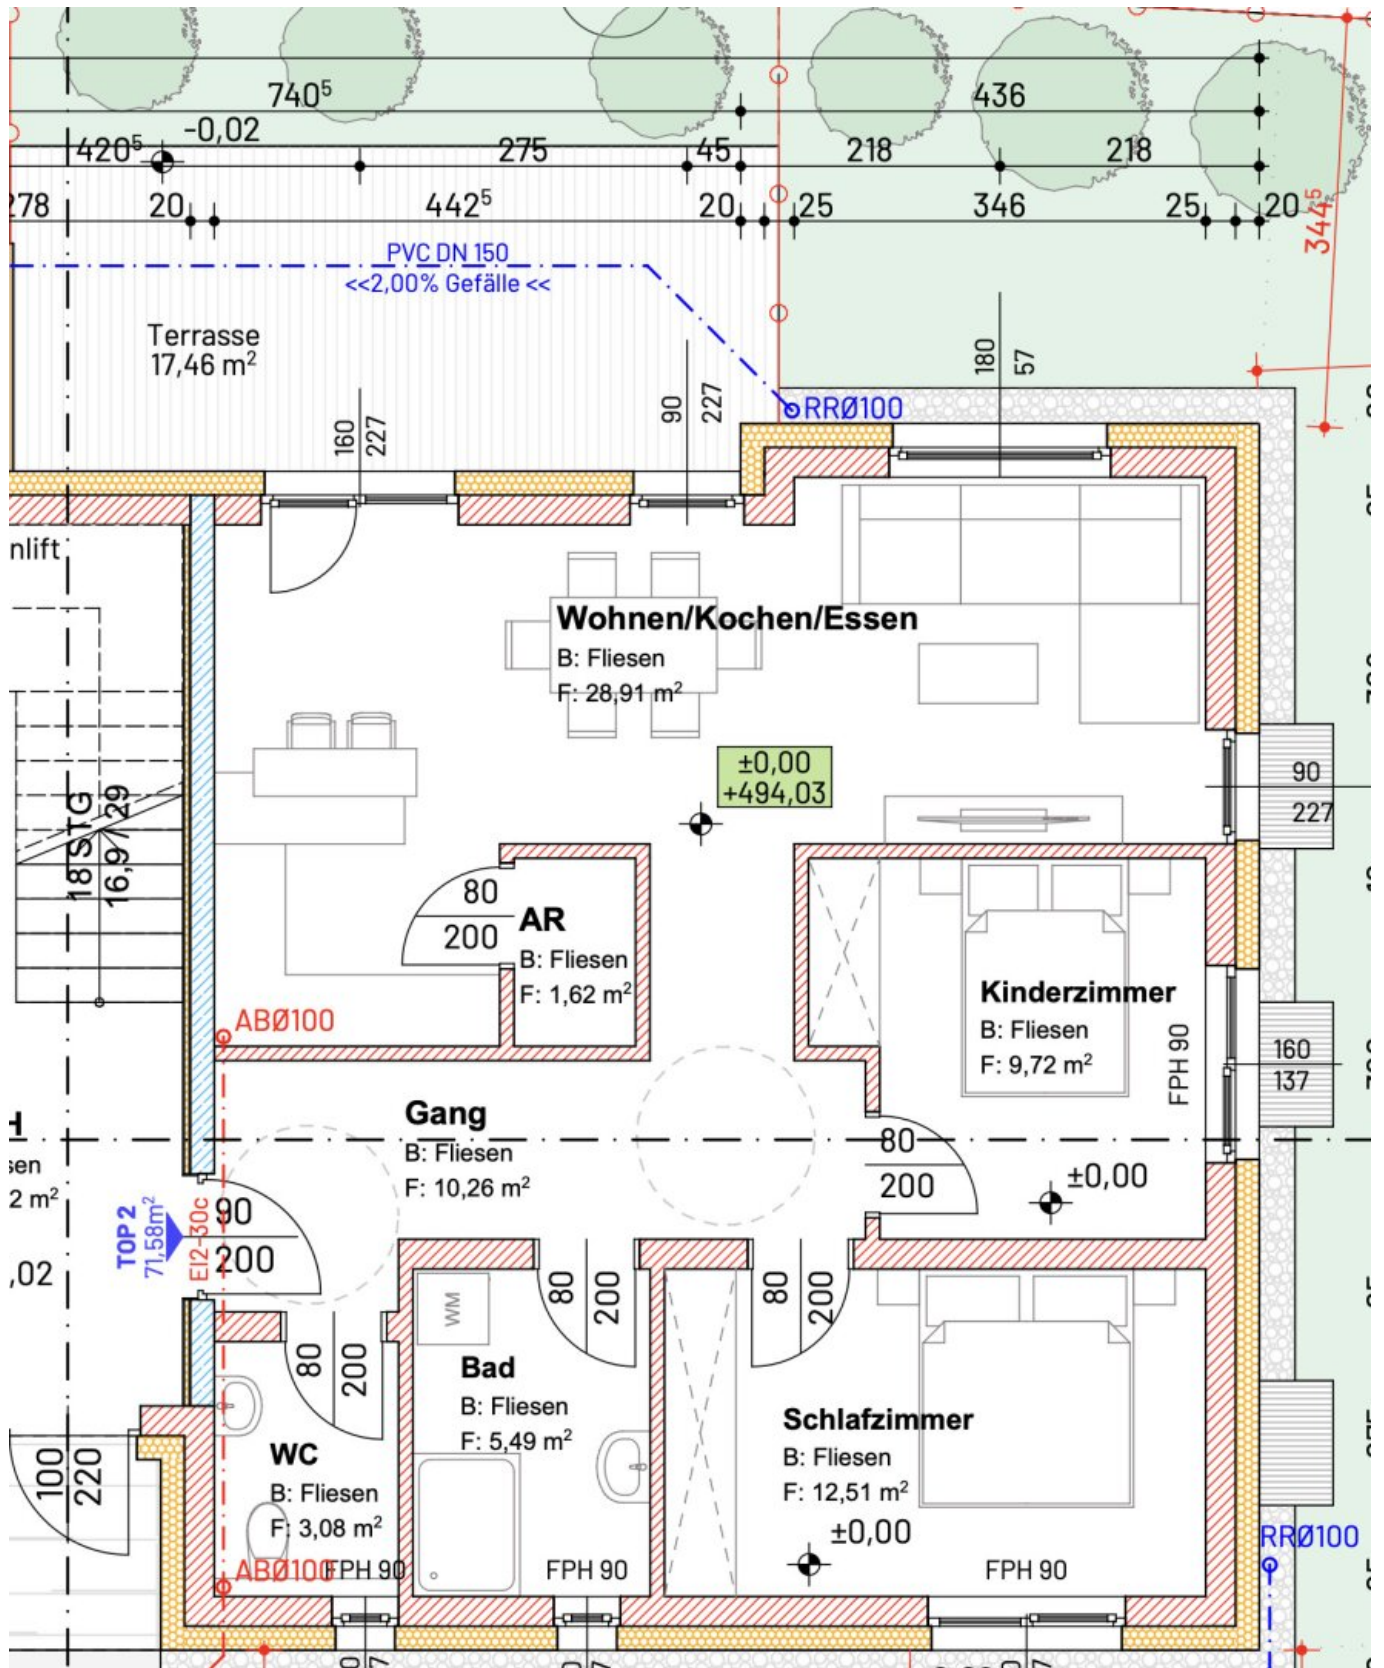 740⁵
436
-0,02
420⁵
275
45
218
218
278
20
442⁵
20
25
346
25
20
344⁵
PVC DN 150
<<2,00% Gefälle <<
Terrasse
17,46 m²
160
227
90
227
180
57
RRØ100
nlift
Wohnen/Kochen/Essen
B: Fliesen
F: 28,91 m²
±0,00
+494,03
90
227
18 STG
16,9 / 29
80
200
AR
B: Fliesen
F: 1,62 m²
Kinderzimmer
B: Fliesen
F: 9,72 m²
FPH 90
160
137
ABØ100
Gang
B: Fliesen
F: 10,26 m²
80
200
±0,00
H
sen
2 m²
,02
TOP 2
71,58m²
EI2-30c
90
200
80
200
80
200
80
200
WM
Bad
B: Fliesen
F: 5,49 m²
Schlafzimmer
B: Fliesen
F: 12,51 m²
±0,00
WC
B: Fliesen
F: 3,08 m²
100
220
ABØ100
FPH 90
FPH 90
FPH 90
RRØ100